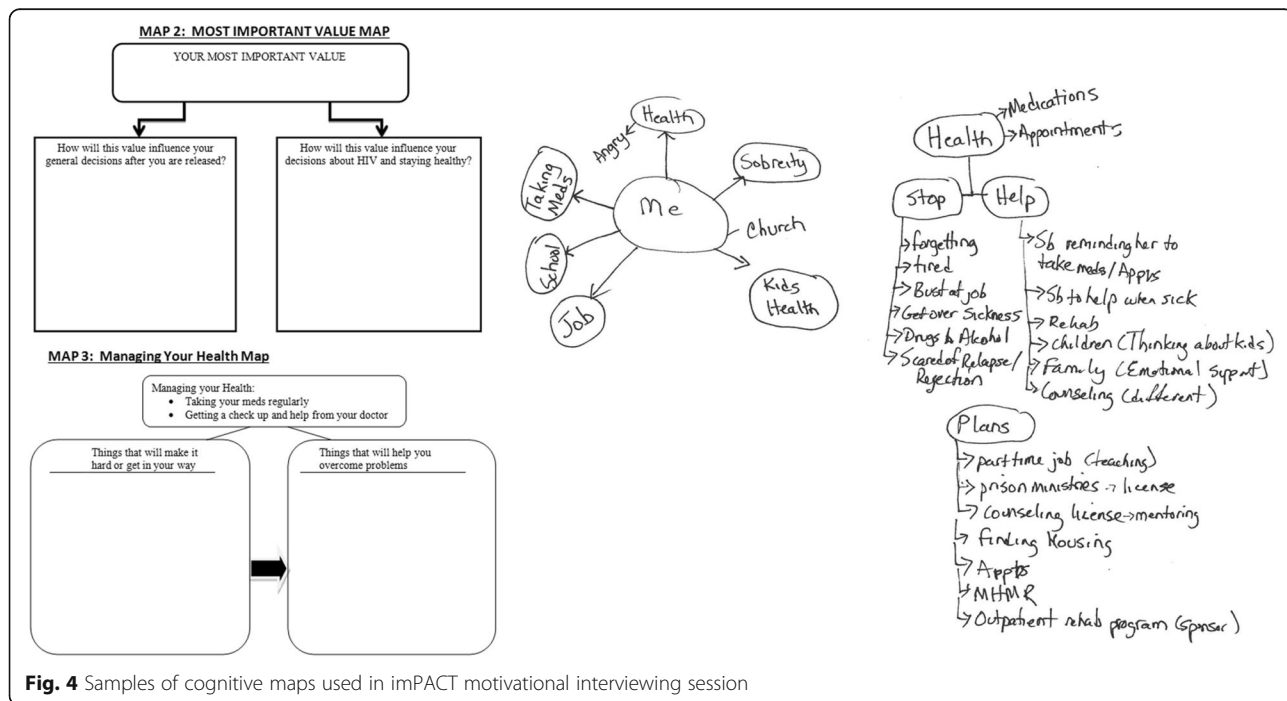 MAP 2: MOST IMPORTANT VALUE MAP
YOUR MOST IMPORTANT VALUE
How will this value influence your
general decisions after you are released?
How will this value influence your
decisions about HIV and staying healthy?
MAP 3: Managing Your Health Map
Managing your Health:
• Taking your meds regularly
• Getting a check up and help from your doctor
Things that will make it
hard or get in your way
Things that will help you
overcome problems
Me
Health
Angry
Sobreity
Church
Kids
Health
Job
School
Taking
Meds
Health
Medications
Appointments
Stop
forgetting
tired
Bust at job
Get over Sickness
Drugs & Alcohol
Scared of Relapse/
Rejection
Help
Sb reminding her to
take meds/Appts
Sb to help when sick
Rehab
children (Thinking about kids)
Family (Emotional Support)
Counseling (different)
Plans
part time job (teaching)
prison ministries → license
Counseling license → mentoring
finding Housing
Appts
MHMR
Outpatient rehab program (sponsor)
Fig. 4 Samples of cognitive maps used in imPACT motivational interviewing session